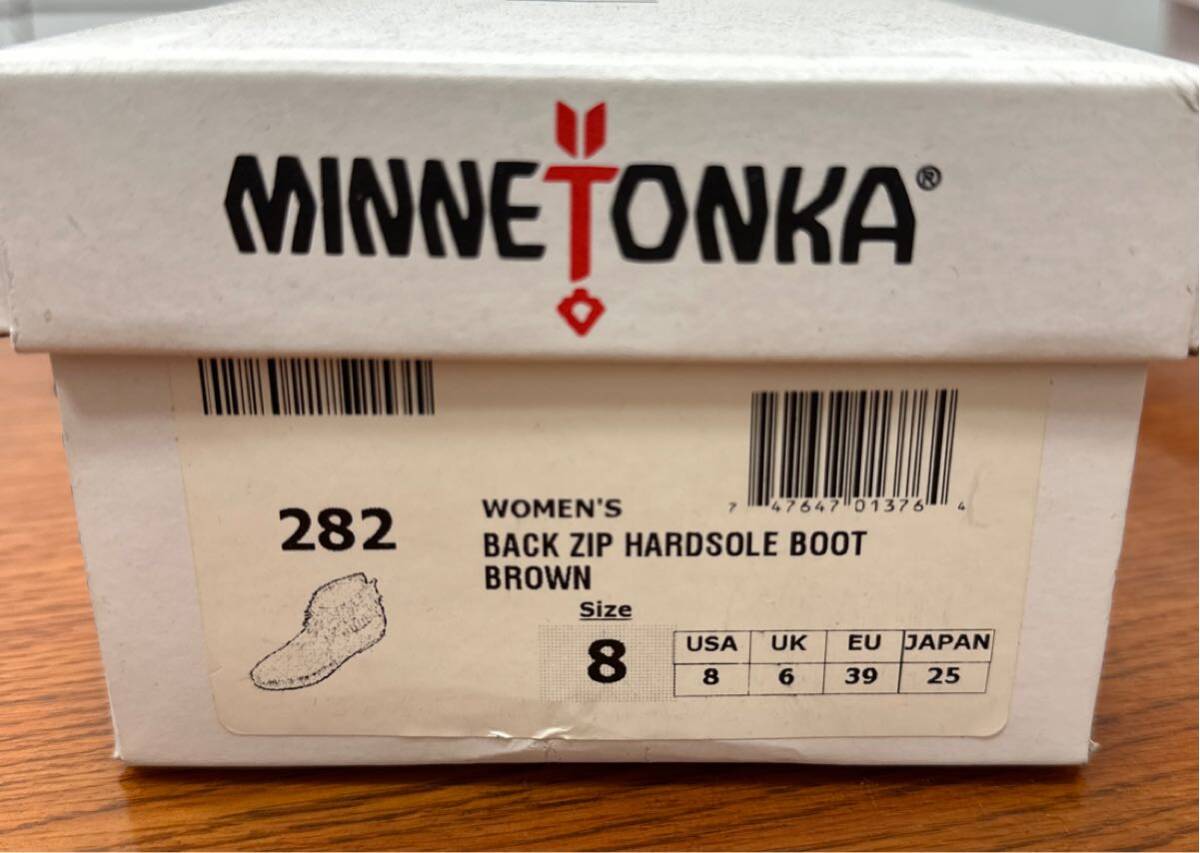 MINNETONKA®
7 47647 01376 4
282
WOMEN'S
BACK ZIP HARDSOLE BOOT
BROWN
Size
8
USA UK EU JAPAN
8 6 39 25